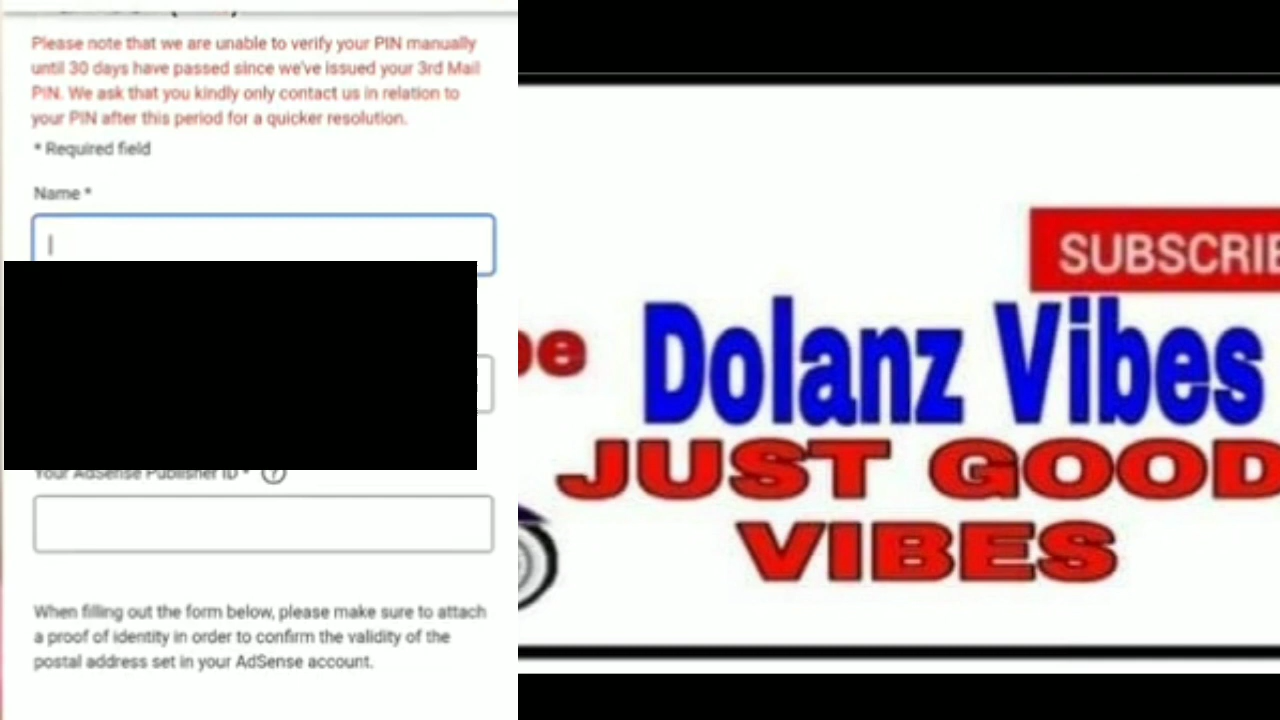 Please note that we are unable to verify your PIN manually
until 30 days have passed since we've issued your 3rd Mail
PIN. We ask that you kindly only contact us in relation to
your PIN after this period for a quicker resolution.
* Required field
Name *
Your AdSense Publisher ID * ?
When filling out the form below, please make sure to attach
a proof of identity in order to confirm the validity of the
postal address set in your AdSense account.
SUBSCRIBE
be Dolanz Vibes
JUST GOOD
VIBES